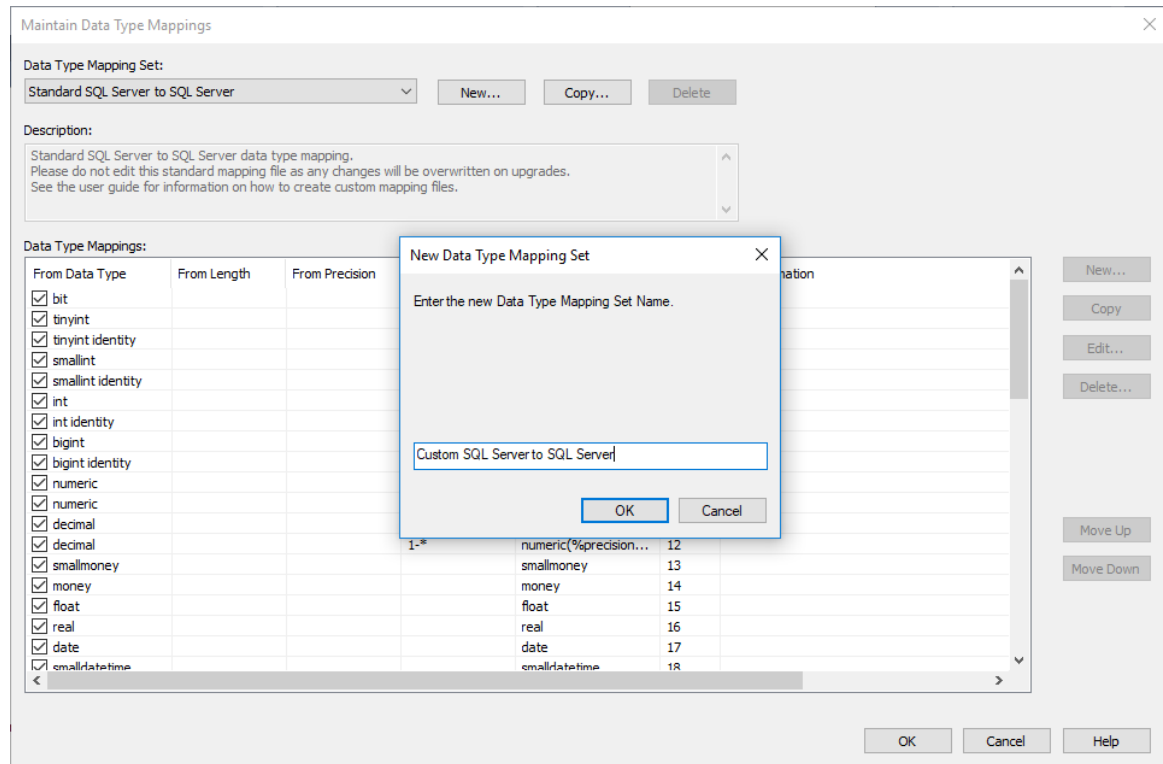 Maintain Data Type Mappings
Data Type Mapping Set:
Standard SQL Server to SQL Server
New...
Copy...
Delete
Description:
Standard SQL Server to SQL Server data type mapping.
Please do not edit this standard mapping file as any changes will be overwritten on upgrades.
See the user guide for information on how to create custom mapping files.
Data Type Mappings:
From Data Type From Length From Precision
bit
tinyint
tinyint identity
smallint
smallint identity
int
int identity
bigint
bigint identity
numeric
numeric
decimal
decimal 1-* numeric(%precision... 12
smallmoney smallmoney 13
money money 14
float float 15
real real 16
date date 17
smalldatetime smalldatetime 18
New Data Type Mapping Set
Enter the new Data Type Mapping Set Name.
Custom SQL Server to SQL Server
OK
Cancel
New...
Copy
Edit...
Delete...
Move Up
Move Down
OK
Cancel
Help